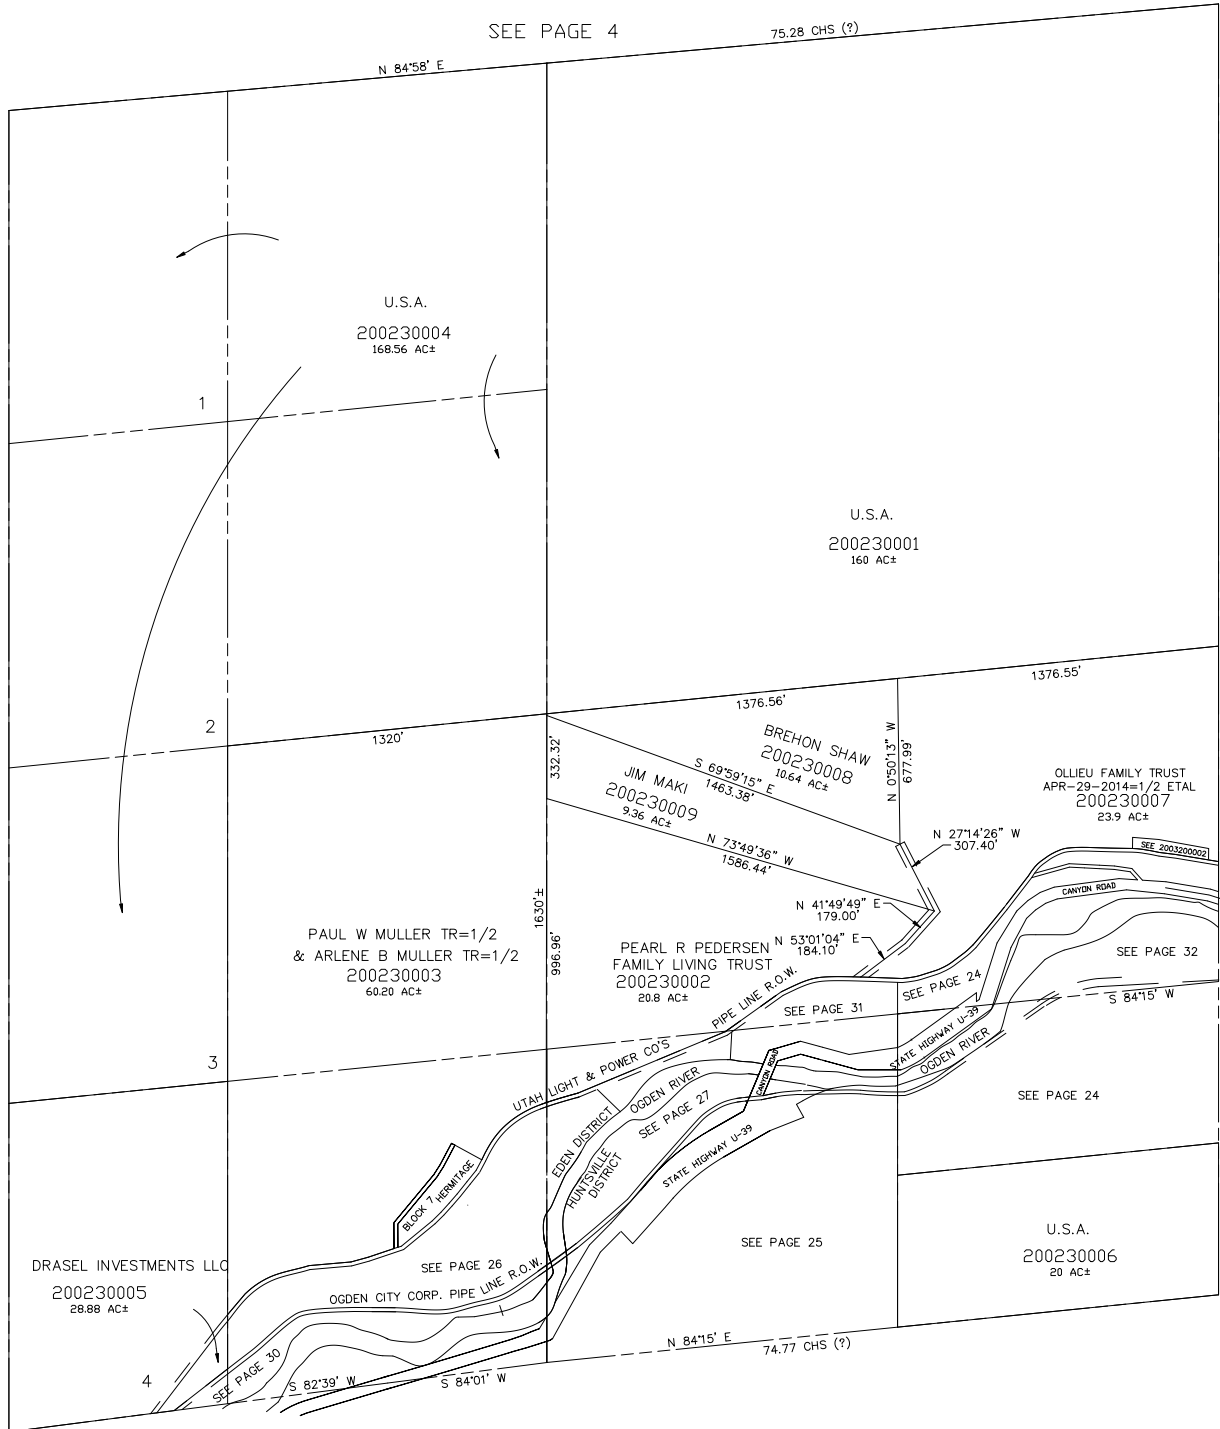 SEE PAGE 4
75.28 CHS (?)
N 84°58' E
U.S.A.
200230004
168.56 AC±
1
U.S.A.
200230001
160 AC±
2
1320'
1376.56'
1376.55'
332.32'
BREHON SHAW
200230008
10.64 AC±
S 69°59'15" E
1463.38'
N 0°50'13" W
677.99'
JIM MAKI
200230009
9.36 AC±
N 73°49'36" W
1586.44'
OLLIEU FAMILY TRUST
APR-29-2014=1/2 ETAL
200230007
23.9 AC±
N 27°14'26" W
307.40'
SEE 2003200002
CANYON ROAD
N 41°49'49" E
179.00'
N 53°01'04" E
184.10'
1630'±
996.96'
PAUL W MULLER TR=1/2
& ARLENE B MULLER TR=1/2
200230003
60.20 AC±
PEARL R PEDERSEN
FAMILY LIVING TRUST
200230002
20.8 AC±
PIPE LINE R.O.W.
SEE PAGE 31
SEE PAGE 24
SEE PAGE 32
S 84°15' W
3
UTAH LIGHT & POWER CO'S
STATE HIGHWAY U-39
OGDEN RIVER
CANYON ROAD
OGDEN RIVER
SEE PAGE 27
SEE PAGE 24
EDEN DISTRICT
HUNTSVILLE
DISTRICT
STATE HIGHWAY U-39
BLOCK 7 HERMITAGE
SEE PAGE 26
SEE PAGE 25
U.S.A.
200230006
20 AC±
DRASEL INVESTMENTS LLC
200230005
28.88 AC±
OGDEN CITY CORP. PIPE LINE R.O.W.
SEE PAGE 30
4
S 82°39' W
S 84°01' W
N 84°15' E
74.77 CHS (?)